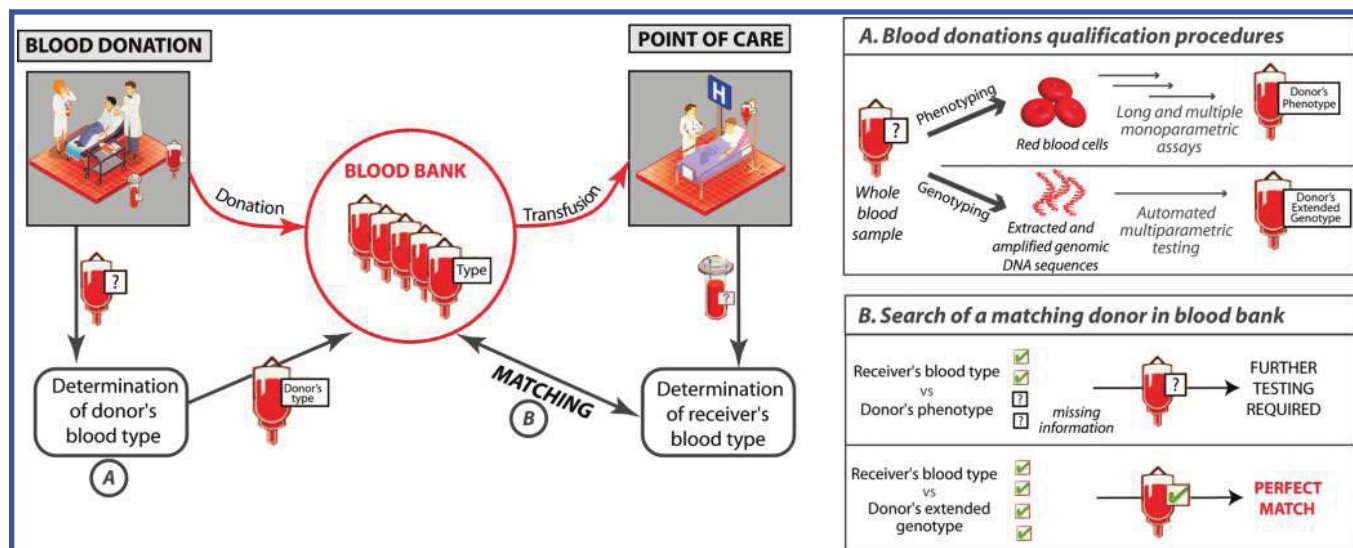 BLOOD DONATION
POINT OF CARE
H
BLOOD BANK
Donation
Transfusion
Type
?
?
Determination
of donor's
blood type
A
Donor's
type
MATCHING
B
Determination
of receiver's
blood type
A. Blood donations qualification procedures
?
Whole
blood
sample
Phenotyping
Red blood cells
Long and multiple
monoparametric
assays
Donor's
Phenotype
Genotyping
Extracted and
amplified genomic
DNA sequences
Automated
multiparametric
testing
Donor's
Extended
Genotype
B. Search of a matching donor in blood bank
Receiver's blood type
vs
Donor's phenotype
?
?
missing
information
?
FURTHER
TESTING
REQUIRED
Receiver's blood type
vs
Donor's extended
genotype
PERFECT
MATCH